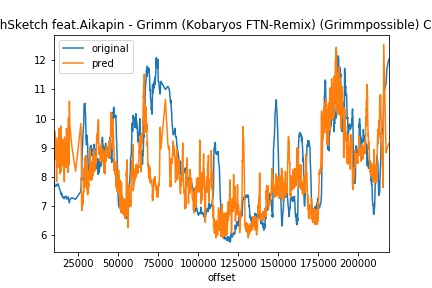 hSketch feat.Aikapin - Grimm (Kobaryos FTN-Remix) (Grimmpossible) C
original
pred
12
11
10
9
8
7
6
25000 50000 75000 100000 125000 150000 175000 200000
offset